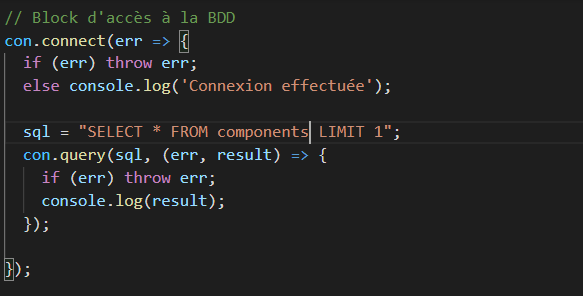 // Block d'accès à la BDD
con.connect(err => {
  if (err) throw err;
  else console.log('Connexion effectuée');
  sql = "SELECT * FROM components LIMIT 1";
  con.query(sql, (err, result) => {
    if (err) throw err;
    console.log(result);
  });
});